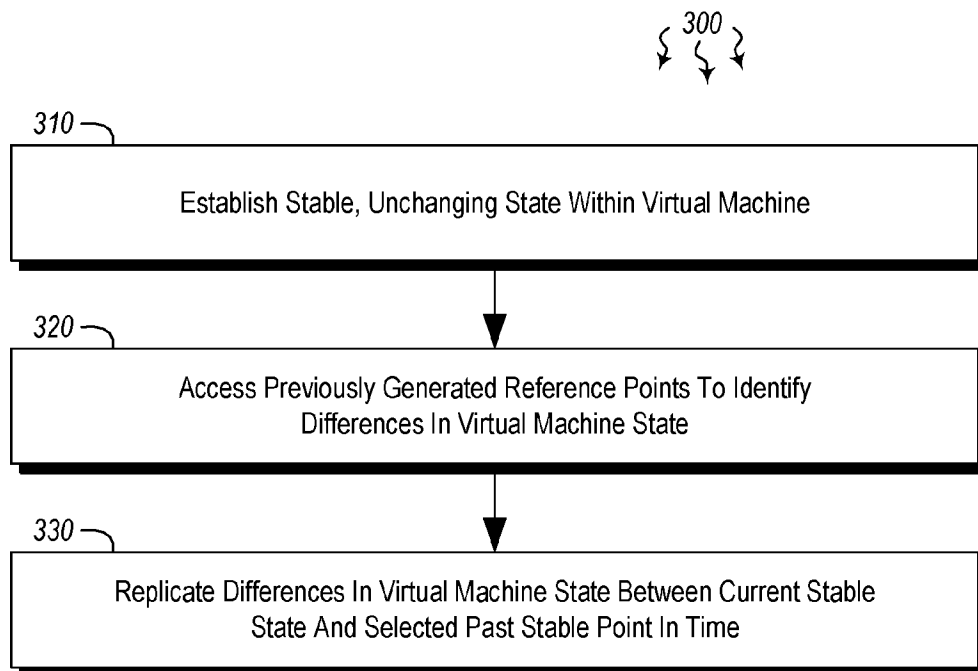 300
310
Establish Stable, Unchanging State Within Virtual Machine
320
Access Previously Generated Reference Points To Identify
Differences In Virtual Machine State
330
Replicate Differences In Virtual Machine State Between Current Stable
State And Selected Past Stable Point In Time